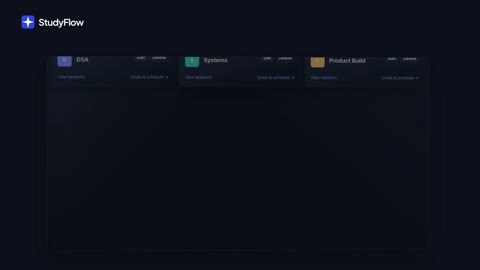 StudyFlow
DSA
Edit
Delete
Systems
Edit
Delete
Product Build
Edit
Delete
View sessions
Goals & schedule →
View sessions
Goals & schedule →
View sessions
Goals & schedule →